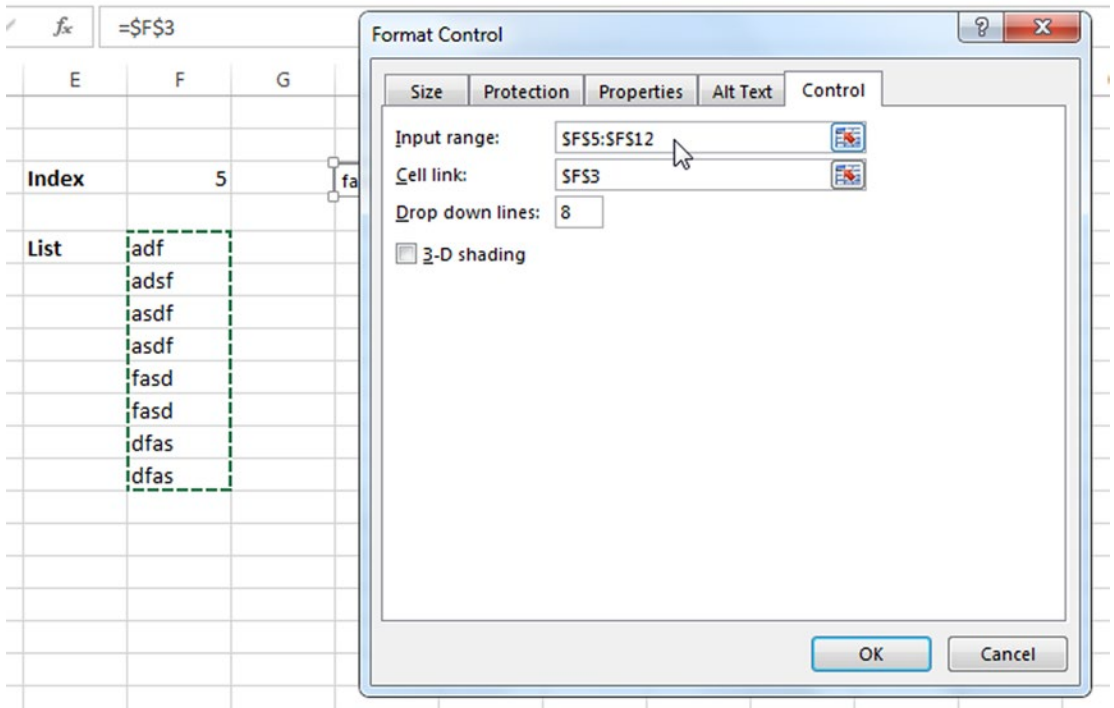 fx =$F$3
Format Control
E F G
Size Protection Properties Alt Text Control
Input range: $F$5:$F$12
Index 5 fa
Cell link: $F$3
Drop down lines: 8
List adf
3-D shading
adsf
asdf
asdf
fasd
fasd
dfas
dfas
OK Cancel